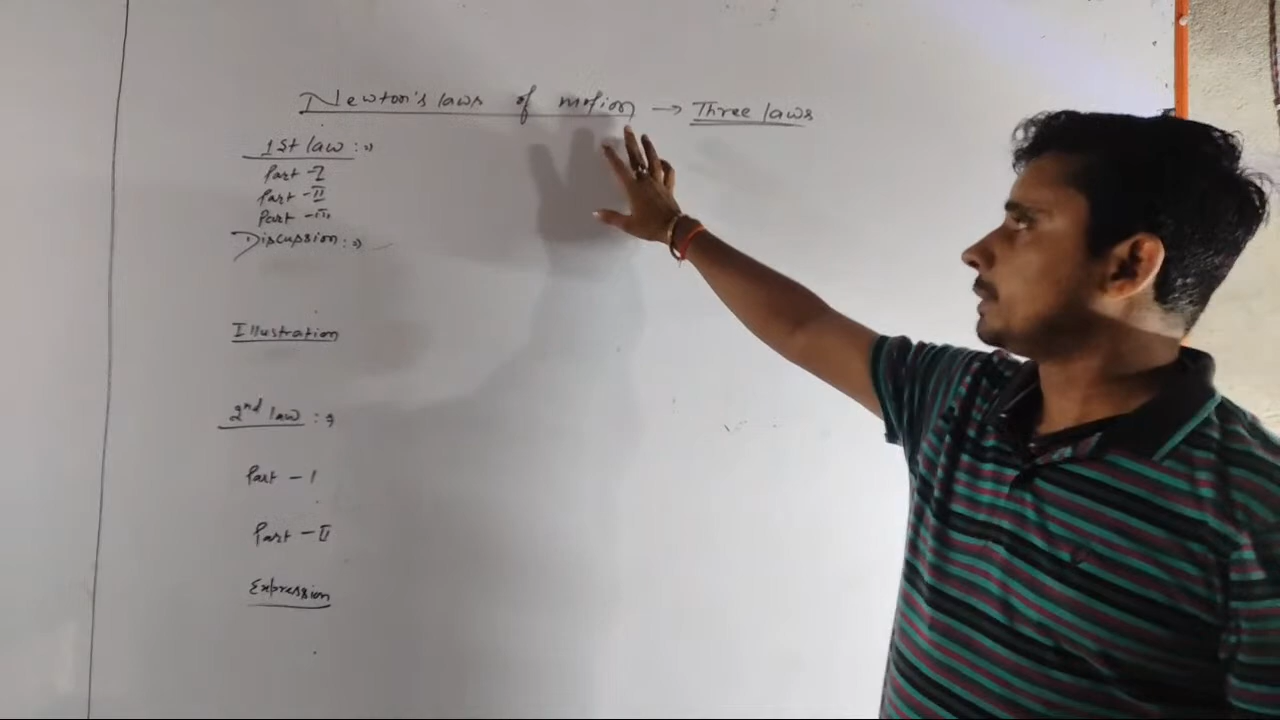 Newton's laws of motion → Three laws
1st law :⇒
Part - I
Part - II
Part - III
Discussion :⇒
Illustration
2nd law :⇒
Part - 1
Part - II
Expression